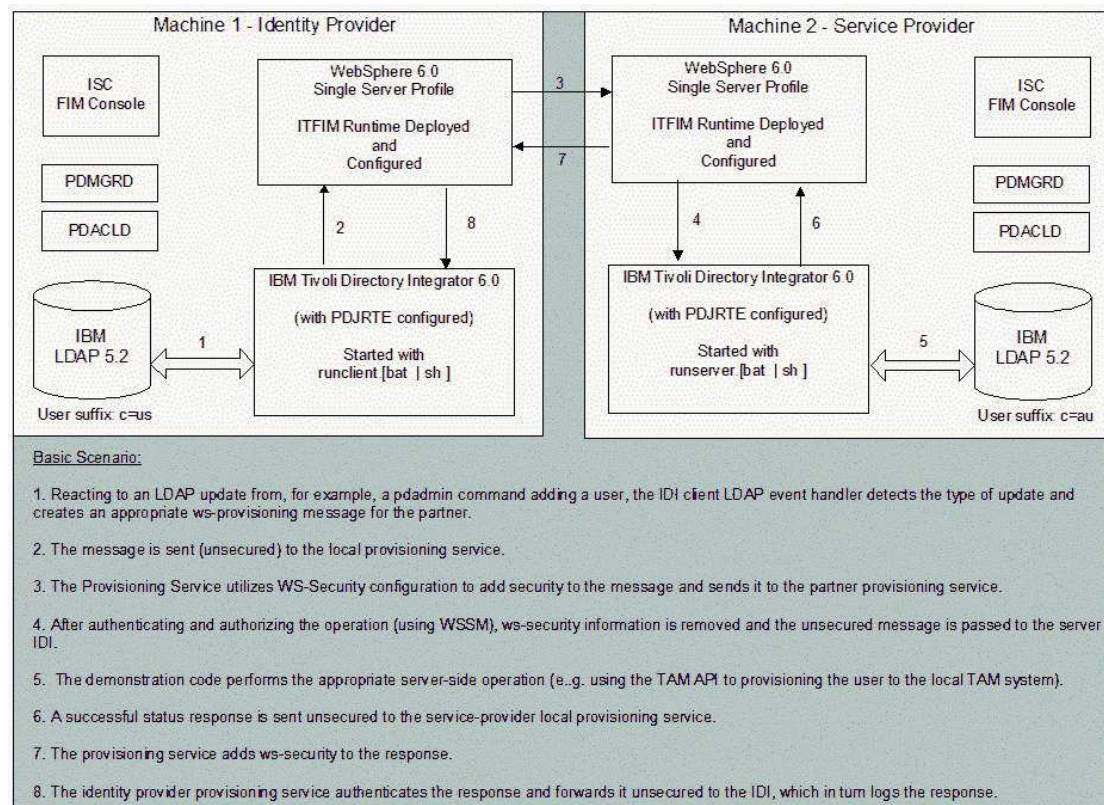 Machine 1 - Identity Provider
ISC
FIM Console
WebSphere 6.0
Single Server Profile
ITFIM Runtime Deployed
and
Configured
PDMGRD
PDACLD
2
8
IBM Tivoli Directory Integrator 6.0
(with PDJRTE configured)
Started with
runclient.[bat | sh ]
IBM
LDAP 5.2
1
User suffix: c=us
3
7
Machine 2 - Service Provider
WebSphere 6.0
Single Server Profile
ITFIM Runtime Deployed
and
Configured
ISC
FIM Console
PDMGRD
PDACLD
4
6
IBM Tivoli Directory Integrator 6.0
(with PDJRTE configured)
Started with
runserver.[bat | sh ]
5
IBM
LDAP 5.2
User suffix: c=au
Basic Scenario:
1. Reacting to an LDAP update from, for example, a pdadmin command adding a user, the IDI client LDAP event handler detects the type of update and
creates an appropriate ws-provisioning message for the partner.
2. The message is sent (unsecured) to the local provisioning service.
3. The Provisioning Service utilizes WS-Security configuration to add security to the message and sends it to the partner provisioning service.
4. After authenticating and authorizing the operation (using WSSM), ws-security information is removed and the unsecured message is passed to the server
IDI.
5. The demonstration code performs the appropriate server-side operation (e..g. using the TAM API to provisioning the user to the local TAM system).
6. A successful status response is sent unsecured to the service-provider local provisioning service.
7. The provisioning service adds ws-security to the response.
8. The identity provider provisioning service authenticates the response and forwards it unsecured to the IDI, which in turn logs the response.